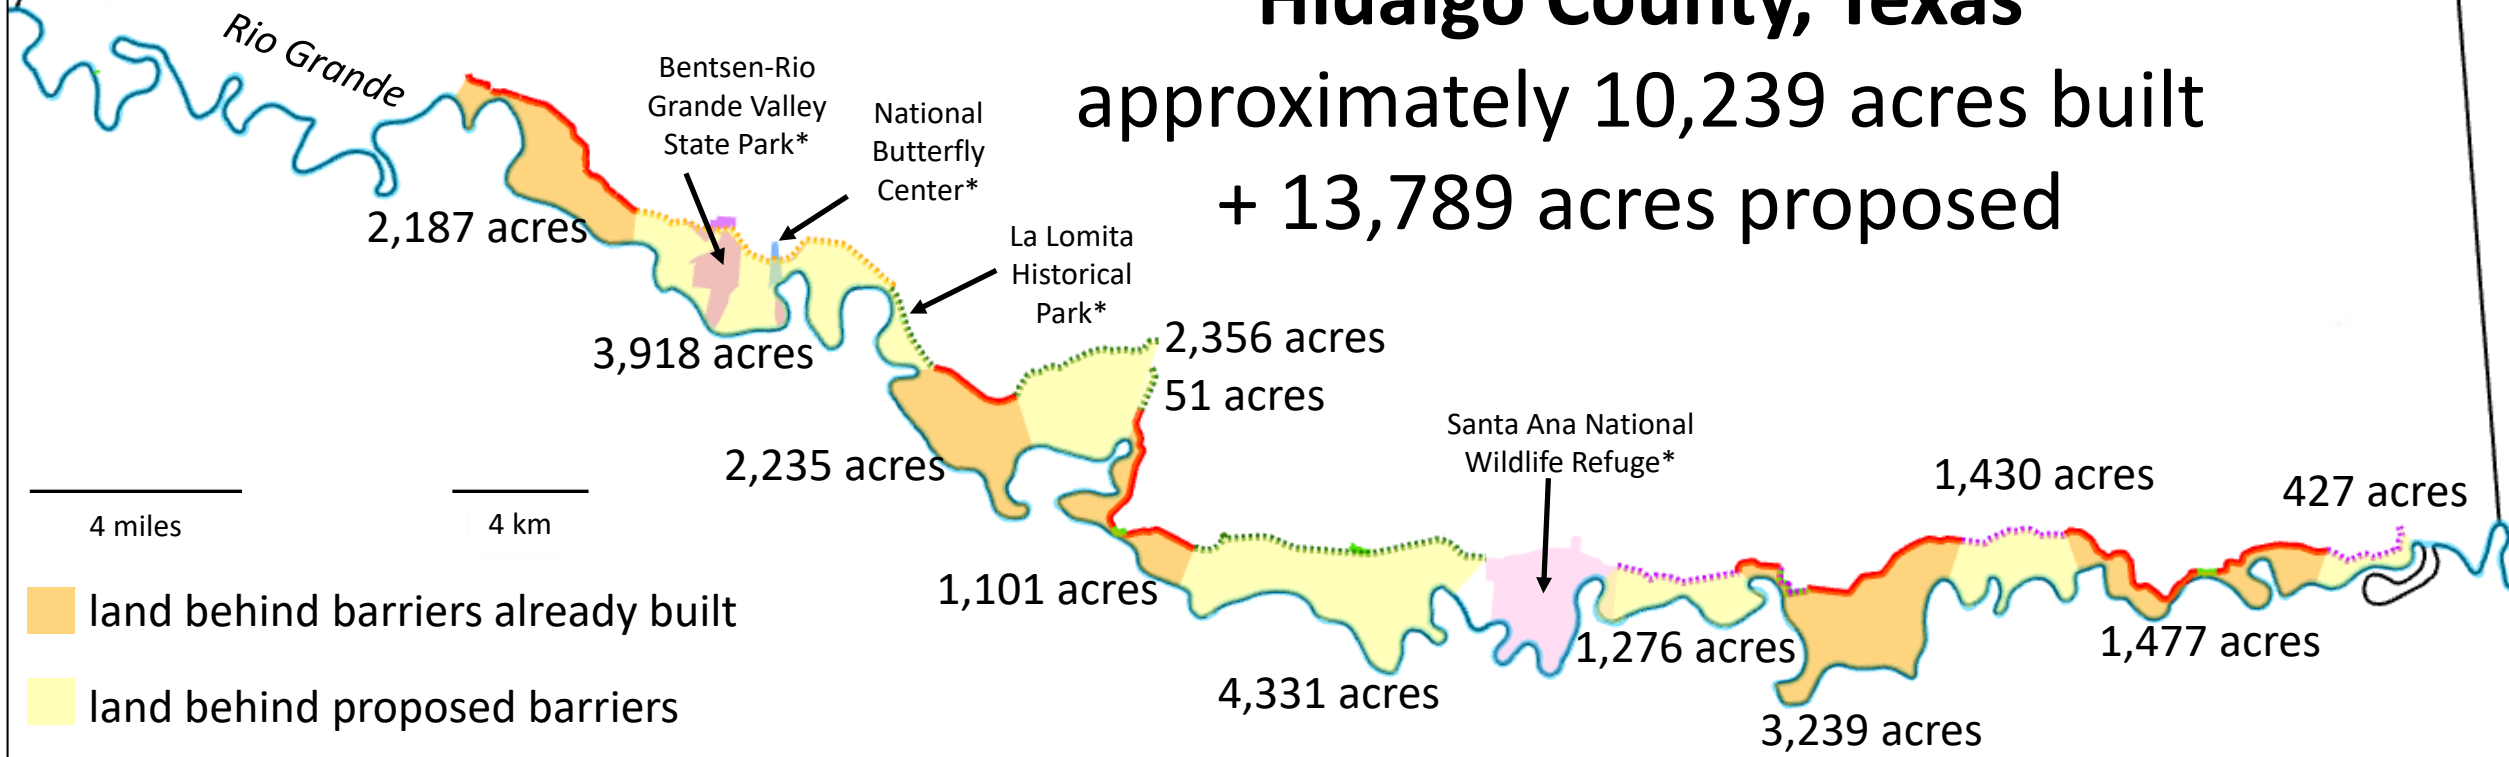 Hidalgo County, Texas
approximately 10,239 acres built
+ 13,789 acres proposed
Rio Grande
Bentsen-Rio
Grande Valley
State Park*
National
Butterfly
Center*
La Lomita
Historical
Park*
2,187 acres
3,918 acres
2,356 acres
51 acres
2,235 acres
Santa Ana National
Wildlife Refuge*
1,430 acres
427 acres
4 miles
4 km
1,101 acres
1,276 acres
1,477 acres
4,331 acres
3,239 acres
land behind barriers already built
land behind proposed barriers